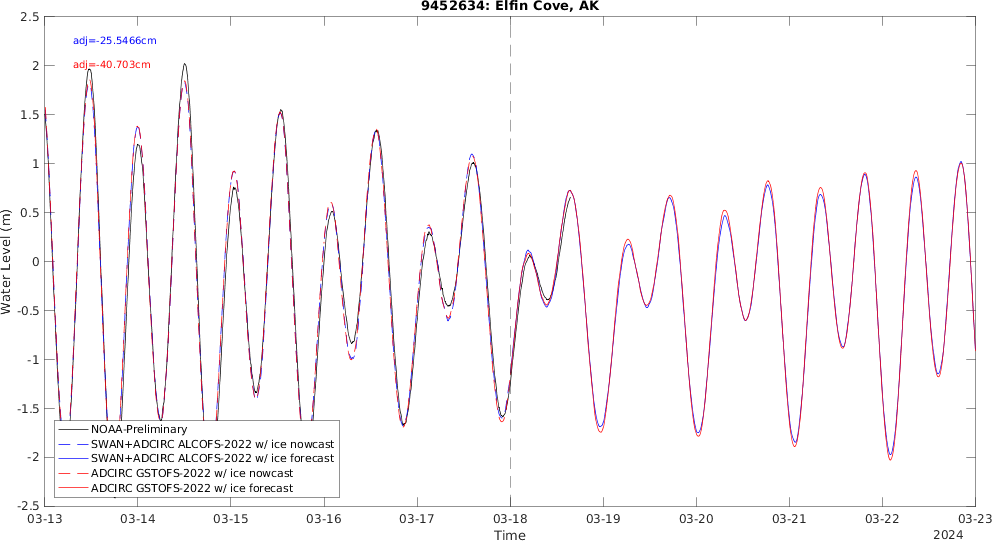 9452634: Elfin Cove, AK
adj=-25.5466cm
adj=-40.703cm
2.5
2
1.5
1
0.5
0
-0.5
-1
-1.5
-2
-2.5
Water Level (m)
NOAA-Preliminary
SWAN+ADCIRC ALCOFS-2022 w/ ice nowcast
SWAN+ADCIRC ALCOFS-2022 w/ ice forecast
ADCIRC GSTOFS-2022 w/ ice nowcast
ADCIRC GSTOFS-2022 w/ ice forecast
03-13 03-14 03-15 03-16 03-17 03-18 03-19 03-20 03-21 03-22 03-23
Time
2024